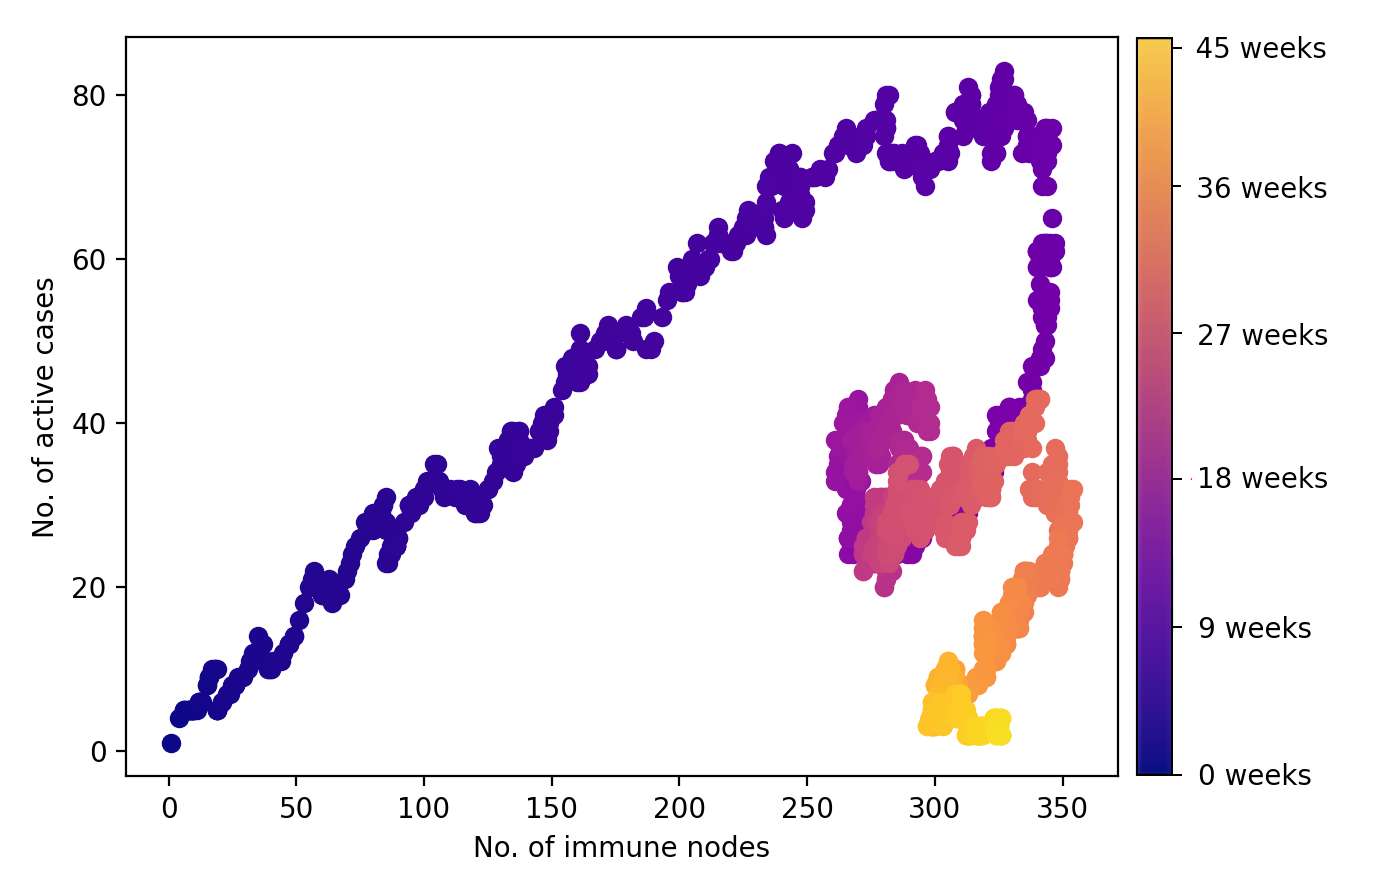 80
60
40
20
0
No. of active cases
0 50 100 150 200 250 300 350
No. of immune nodes
45 weeks
36 weeks
27 weeks
18 weeks
9 weeks
0 weeks